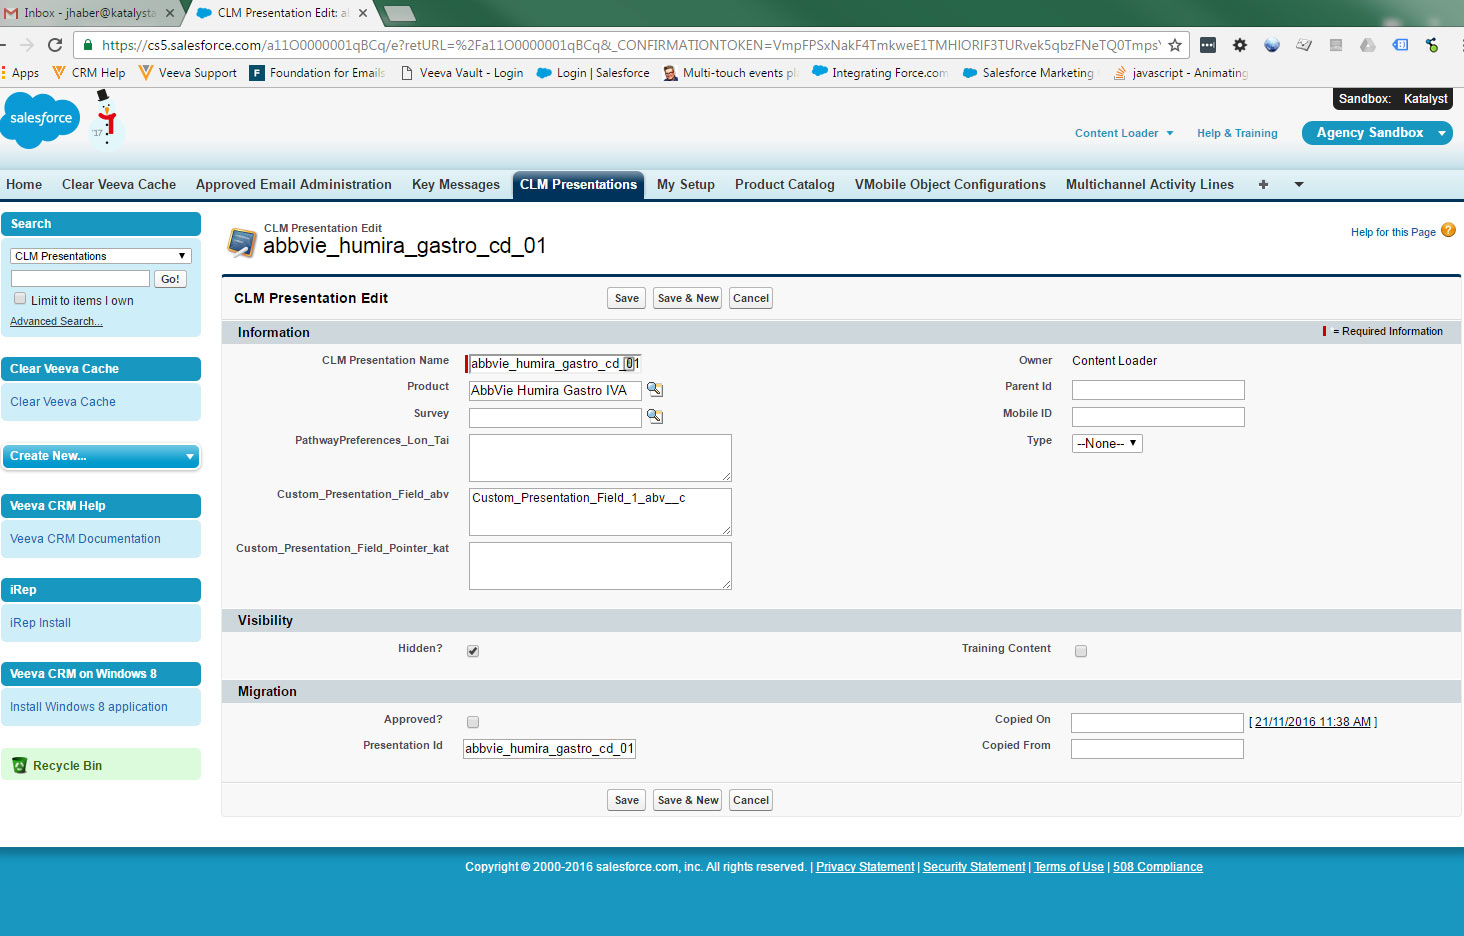 Inbox - jhaber@katalysta
CLM Presentation Edit: a
https://cs5.salesforce.com/a11O0000001qBCq/e?retURL=%2Fa11O0000001qBCq&_CONFIRMATIONTOKEN=VmpFPSxNakF4TmkweE1TMHlORlF3TURvek5qbzFNeTQ0TmpsY
Apps CRM Help Veeva Support F Foundation for Emails Veeva Vault - Login Login | Salesforce Multi-touch events pl Integrating Force.com Salesforce Marketing javascript - Animating
salesforce
'17
Sandbox: Katalyst
Content Loader Help & Training Agency Sandbox
Home Clear Veeva Cache Approved Email Administration Key Messages CLM Presentations My Setup Product Catalog VMobile Object Configurations Multichannel Activity Lines +
Search
CLM Presentations
Go!
Limit to items I own
Advanced Search...
Clear Veeva Cache
Clear Veeva Cache
Create New...
Veeva CRM Help
Veeva CRM Documentation
iRep
iRep Install
Veeva CRM on Windows 8
Install Windows 8 application
Recycle Bin
CLM Presentation Edit
abbvie_humira_gastro_cd_01
Help for this Page ?
CLM Presentation Edit Save Save & New Cancel
Information = Required Information
CLM Presentation Name abbvie_humira_gastro_cd_01 Owner Content Loader
Product AbbVie Humira Gastro IVA Parent Id
Survey Mobile ID
PathwayPreferences_Lon_Tai Type --None--
Custom_Presentation_Field_abv Custom_Presentation_Field_1_abv__c
Custom_Presentation_Field_Pointer_kat
Visibility
Hidden? Training Content
Migration
Approved? Copied On [ 21/11/2016 11:38 AM ]
Presentation Id abbvie_humira_gastro_cd_01 Copied From
Save Save & New Cancel
Copyright © 2000-2016 salesforce.com, inc. All rights reserved. | Privacy Statement | Security Statement | Terms of Use | 508 Compliance